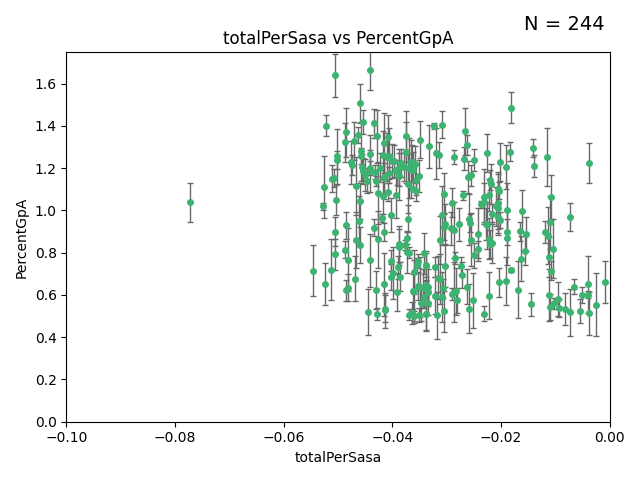 N = 244
totalPerSasa vs PercentGpA
PercentGpA
1.6
1.4
1.2
1.0
0.8
0.6
0.4
0.2
0.0
−0.10 −0.08 −0.06 −0.04 −0.02 0.00
totalPerSasa